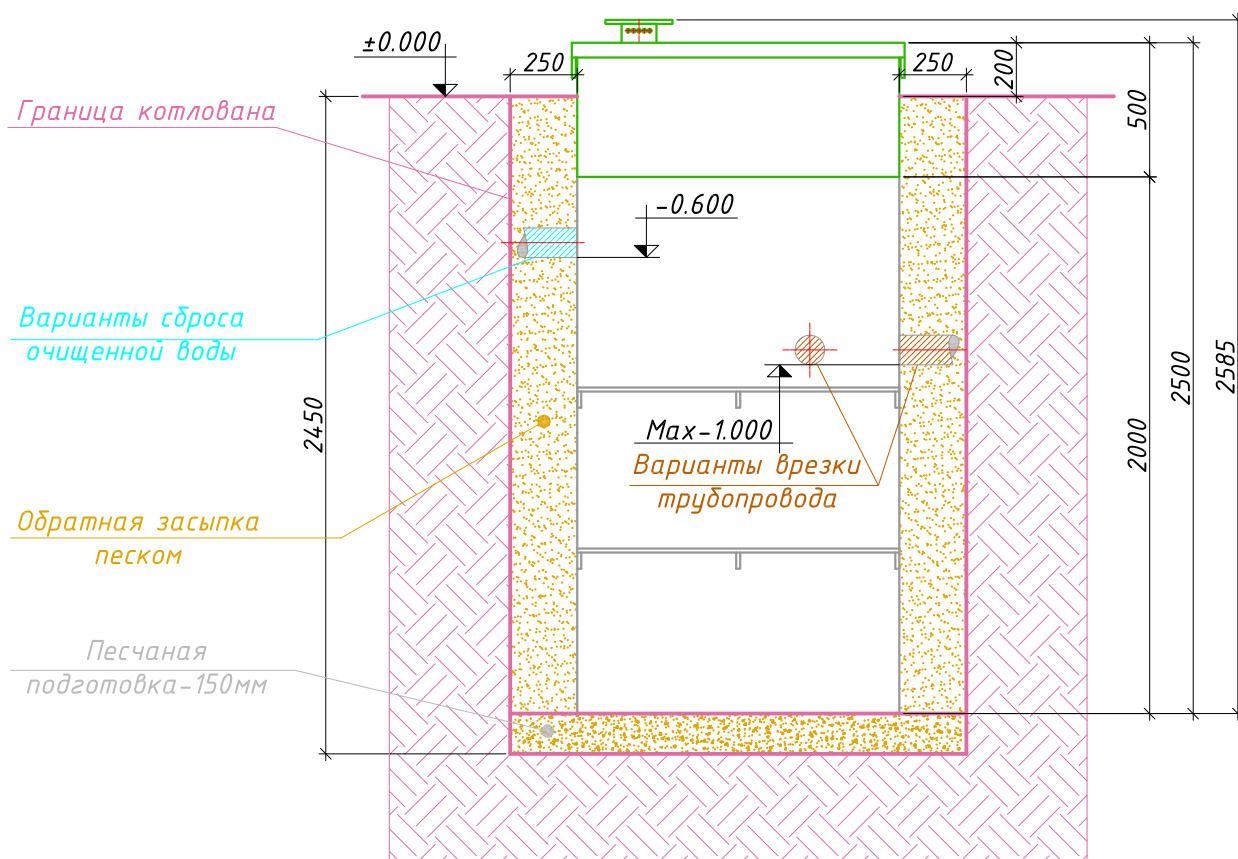 ±0.000
250
250
200
500
2585
2500
Граница котлована
-0.600
Варианты сброса
очищенной воды
2450
Max-1.000
2000
Варианты врезки
трубопровода
Обратная засыпка
песком
Песчаная
подготовка-150мм